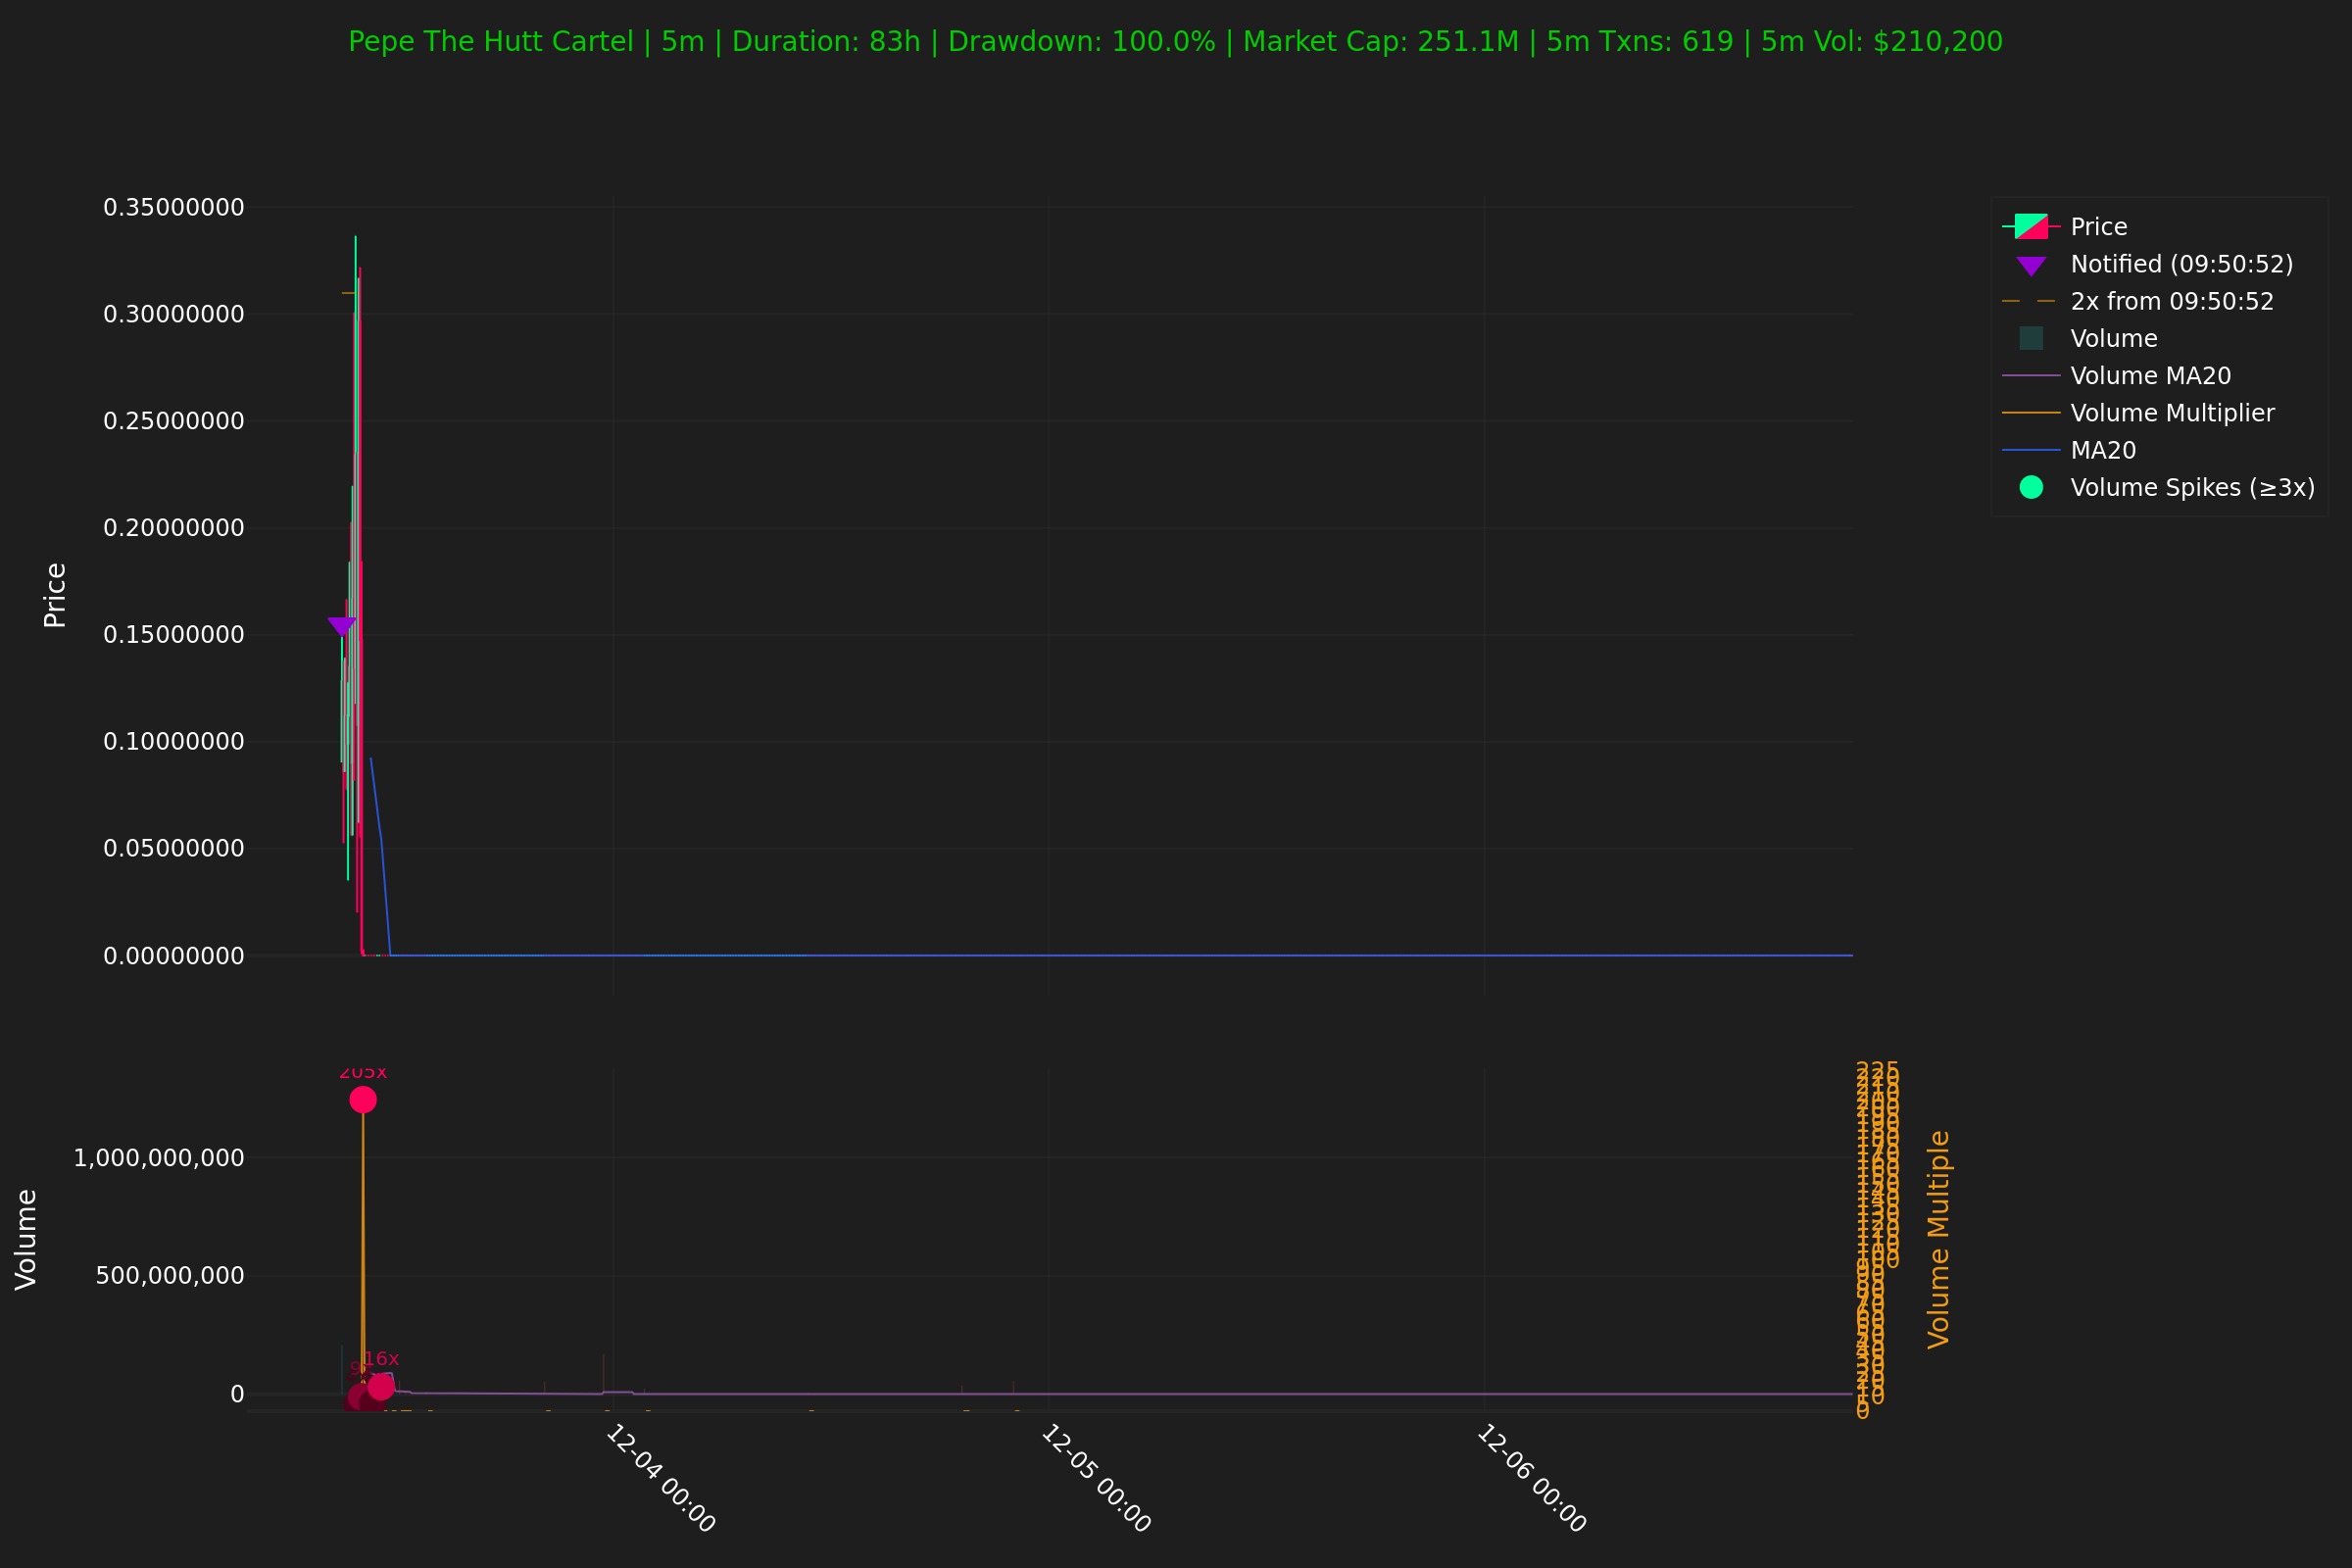 Pepe The Hutt Cartel | 5m | Duration: 83h | Drawdown: 100.0% | Market Cap: 251.1M | 5m Txns: 619 | 5m Vol: $210,200
Price
0.35000000
0.30000000
0.25000000
0.20000000
0.15000000
0.10000000
0.05000000
0.00000000
Price
Notified (09:50:52)
2x from 09:50:52
Volume
Volume MA20
Volume Multiplier
MA20
Volume Spikes (≥3x)
Volume
1,000,000,000
500,000,000
0
205x
16x
Volume Multiple
225
220
5
0
12-04 00:00
12-05 00:00
12-06 00:00